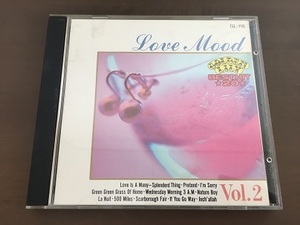 Love Mood
Love Is A Many-Splendored Thing・Pretend・I'm Sorry
Green Green Grass Of Home・Wednesday Morning 3 A.M・Nature Boy
La Nuit・500 Miles・Scarborough Fair・If You Go Away・Inch'allah
Vol.2